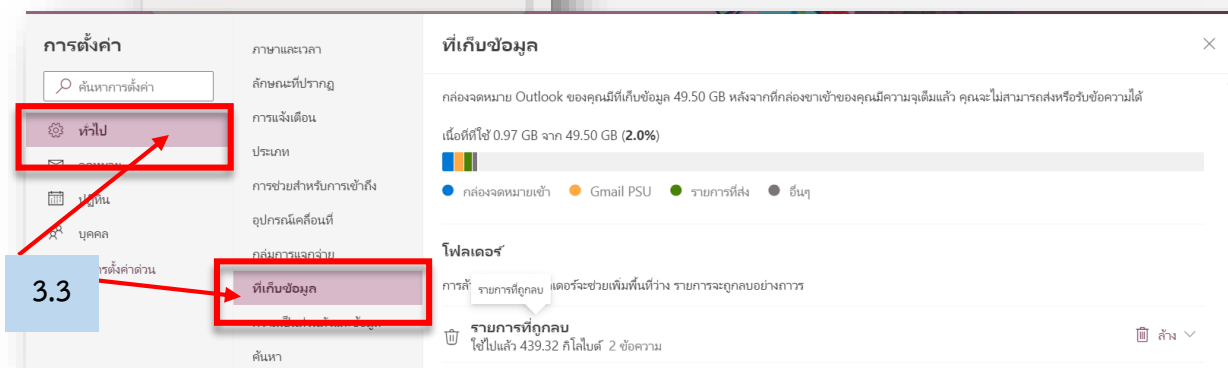 การตั้งค่า
ค้นหาการตั้งค่า
ทั่วไป
ปฏิทิน
บุคคล
3.3
ภาษาและเวลา
ลักษณะที่ปรากฏ
การแจ้งเตือน
ประเภท
การช่วยสำหรับการเข้าถึง
อุปกรณ์เคลื่อนที่
กลุ่มการแจกจ่าย
ที่เก็บข้อมูล
ค้นหา
ที่เก็บข้อมูล
กล่องจดหมาย Outlook ของคุณมีที่เก็บข้อมูล 49.50 GB หลังจากที่กล่องขาเข้าของคุณมีความจุเต็มแล้ว คุณจะไม่สามารถส่งหรือรับข้อความได้
เนื้อที่ที่ใช้ 0.97 GB จาก 49.50 GB (2.0%)
กล่องจดหมายเข้า Gmail PSU รายการที่ส่ง อื่นๆ
โฟลเดอร์
รายการที่ถูกลบ
จะช่วยเพิ่มพื้นที่ว่าง รายการจะถูกลบอย่างถาวร
รายการที่ถูกลบ
ล้าง
ใช้ไปแล้ว 439.32 กิโลไบต์ 2 ข้อความ